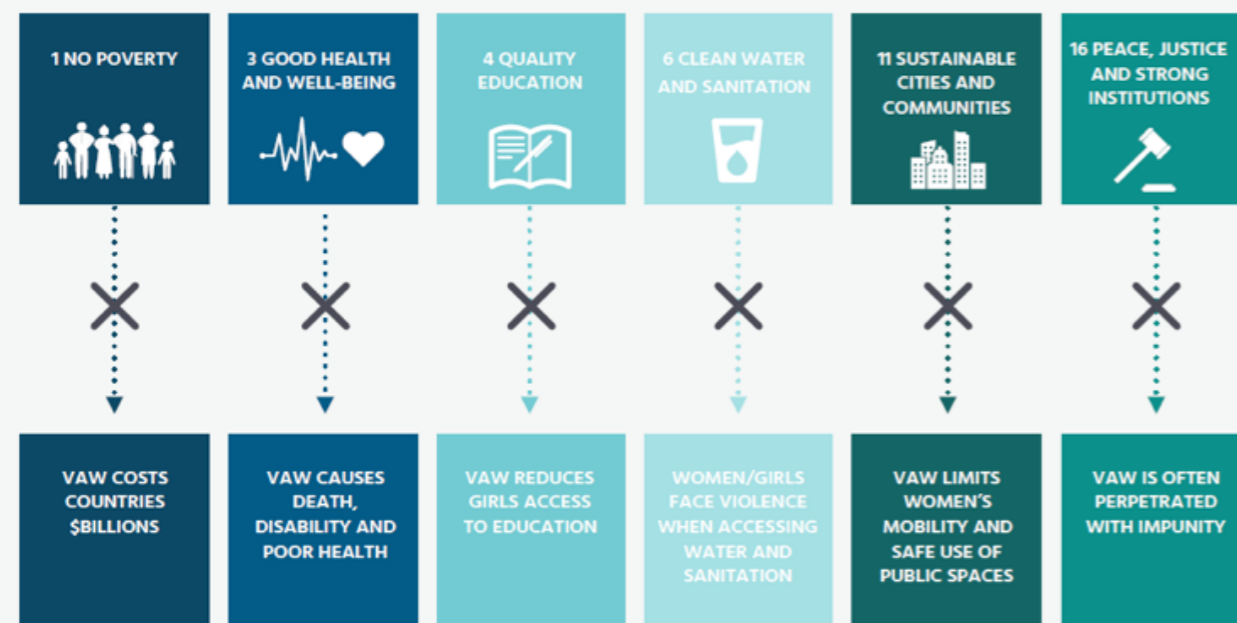 1 NO POVERTY
3 GOOD HEALTH
AND WELL-BEING
4 QUALITY
EDUCATION
6 CLEAN WATER
AND SANITATION
11 SUSTAINABLE
CITIES AND
COMMUNITIES
16 PEACE, JUSTICE
AND STRONG
INSTITUTIONS
VAW COSTS
COUNTRIES
$BILLIONS
VAW CAUSES
DEATH,
DISABILITY AND
POOR HEALTH
VAW REDUCES
GIRLS ACCESS
TO EDUCATION
WOMEN/GIRLS
FACE VIOLENCE
WHEN ACCESSING
WATER AND
SANITATION
VAW LIMITS
WOMEN'S
MOBILITY AND
SAFE USE OF
PUBLIC SPACES
VAW IS OFTEN
PERPETRATED
WITH IMPUNITY